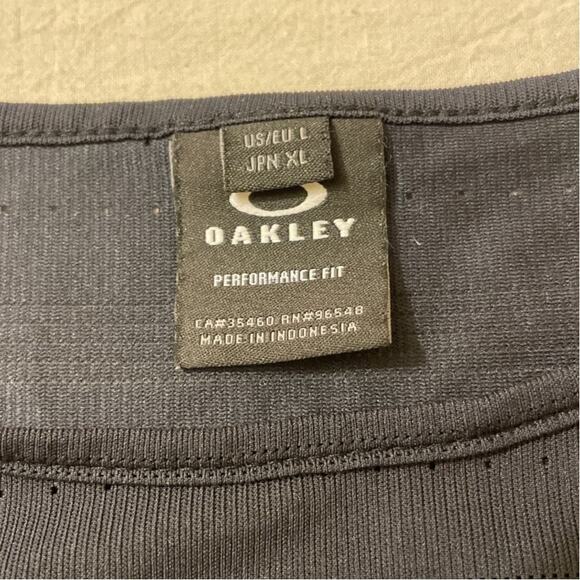 US/EU L
JPN XL
OAKLEY
PERFORMANCE FIT
CA#35460 RN#96548
MADE IN INDONESIA